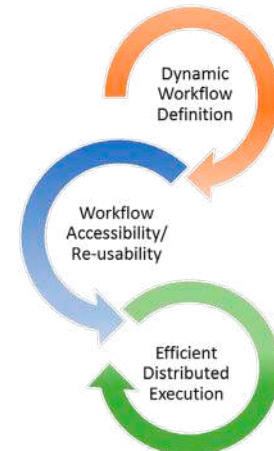 Dynamic
Workflow
Definition
Workflow
Accessibility/
Re-usability
Efficient
Distributed
Execution